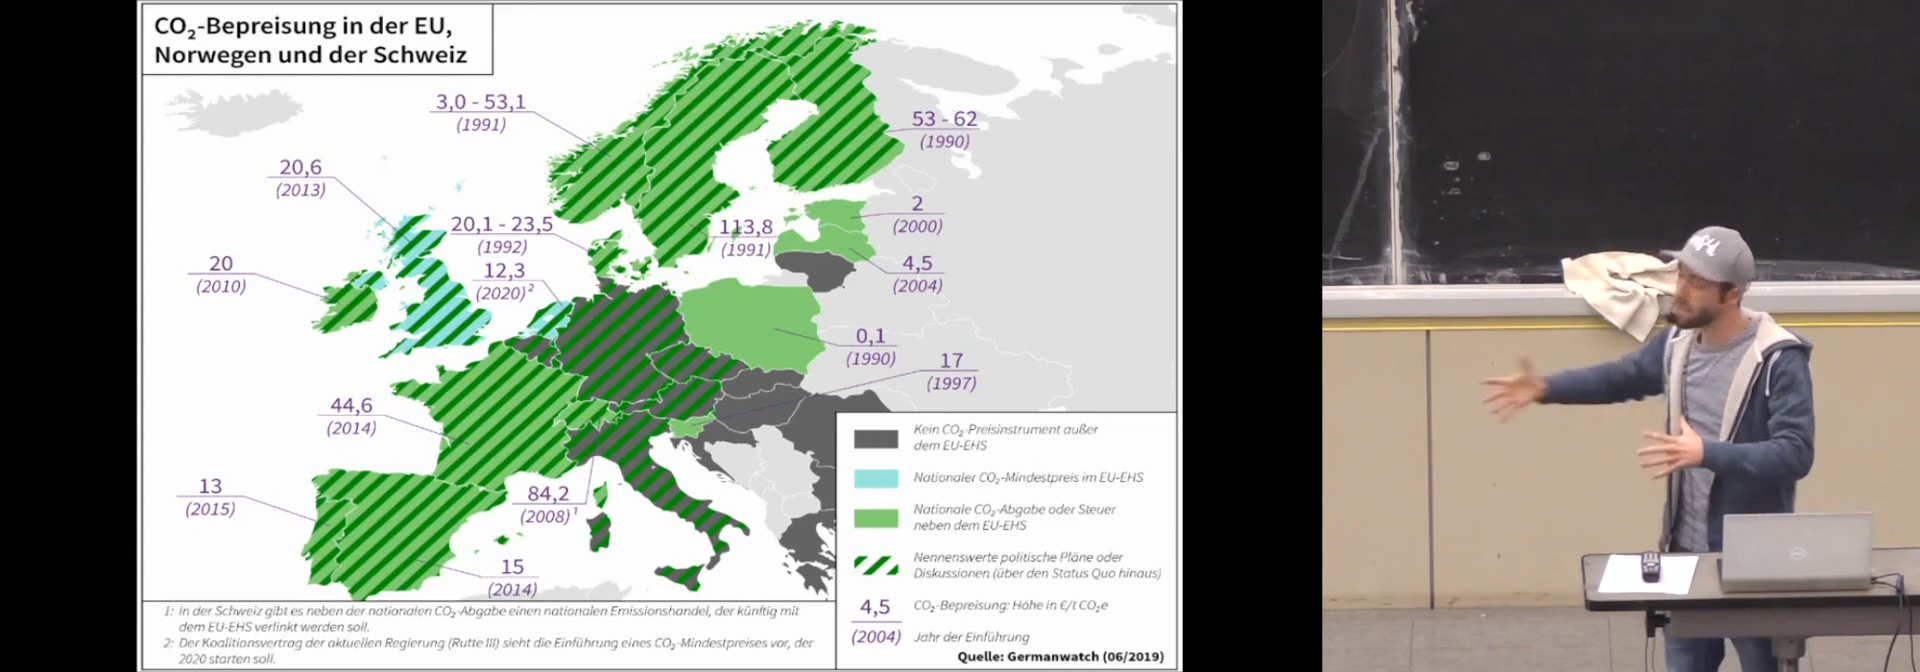 CO₂-Bepreisung in der EU,
Norwegen und der Schweiz
3,0 - 53,1
(1991)
53 - 62
(1990)
20,6
(2013)
20,1 - 23,5
(1992)
113,8
(1991)
2
(2000)
20
(2010)
12,3
(2020)²
4,5
(2004)
0,1
(1990)
17
(1997)
44,6
(2014)
13
(2015)
84,2
(2008)¹
15
(2014)
Kein CO₂-Preisinstrument außer
dem EU-EHS
Nationaler CO₂-Mindestpreis im EU-EHS
Nationale CO₂-Abgabe oder Steuer
neben dem EU-EHS
Nennenswerte politische Pläne oder
Diskussionen (über den Status Quo hinaus)
4,5
(2004)
CO₂-Bepreisung: Höhe in €/t CO₂e
Jahr der Einführung
Quelle: Germanwatch (06/2019)
1: In der Schweiz gibt es neben der nationalen CO₂-Abgabe einen nationalen Emissionshandel, der künftig mit
dem EU-EHS verlinkt werden soll.
2: Der Koalitionsvertrag der aktuellen Regierung (Rutte III) sieht die Einführung eines CO₂-Mindestpreises vor, der
2020 starten soll.